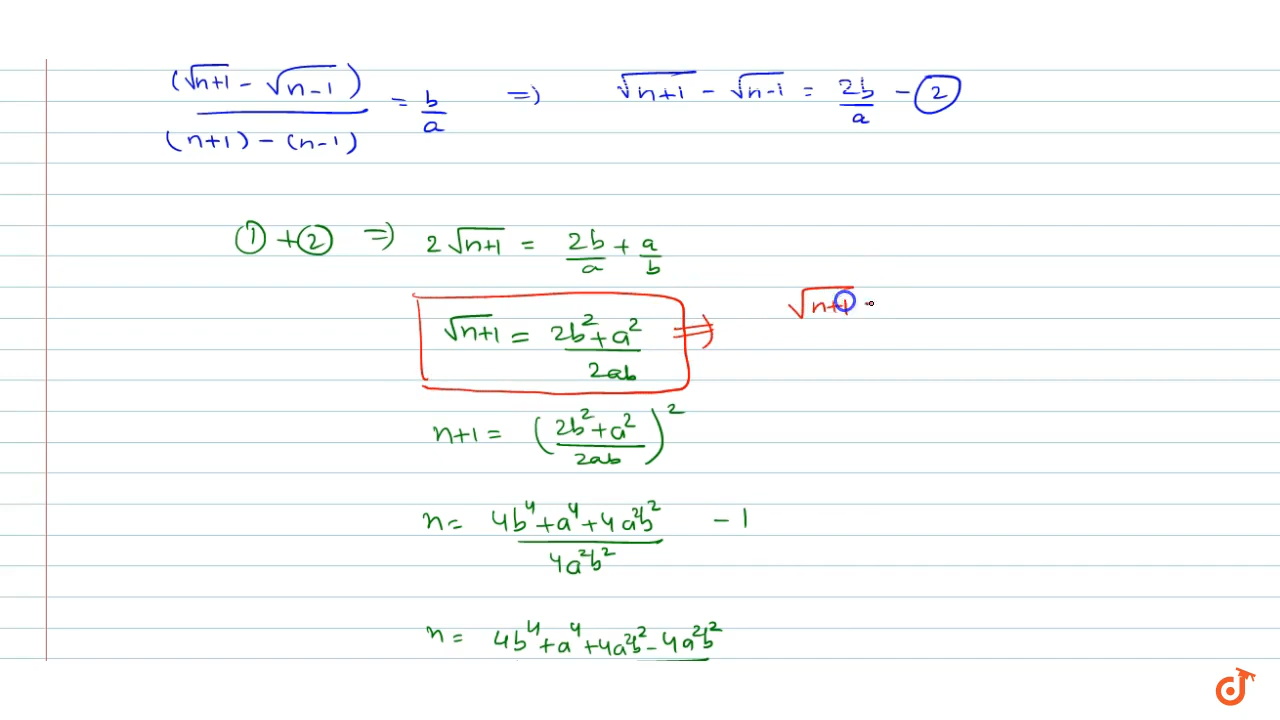 (√n+1 - √n-1) / (n+1) - (n-1) = b/a ⇒ √n+1 - √n-1 = 2b/a - ②
① + ② ⇒ 2√n+1 = 2b/a + a/b
√n+1 = 2b²+a² / 2ab ⇒ √n+1 -
n+1 = (2b²+a² / 2ab)²
n = 4b⁴+a⁴+4a²b² / 4a²b² - 1
n = 4b⁴+a⁴+4a²b²-4a²b²